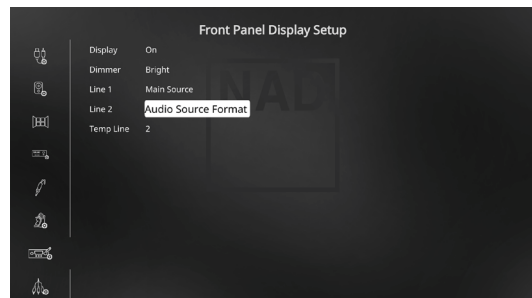 Front Panel Display Setup
Display On
Dimmer Bright
Line 1 Main Source
Line 2 Audio Source Format
Temp Line 2
NAD